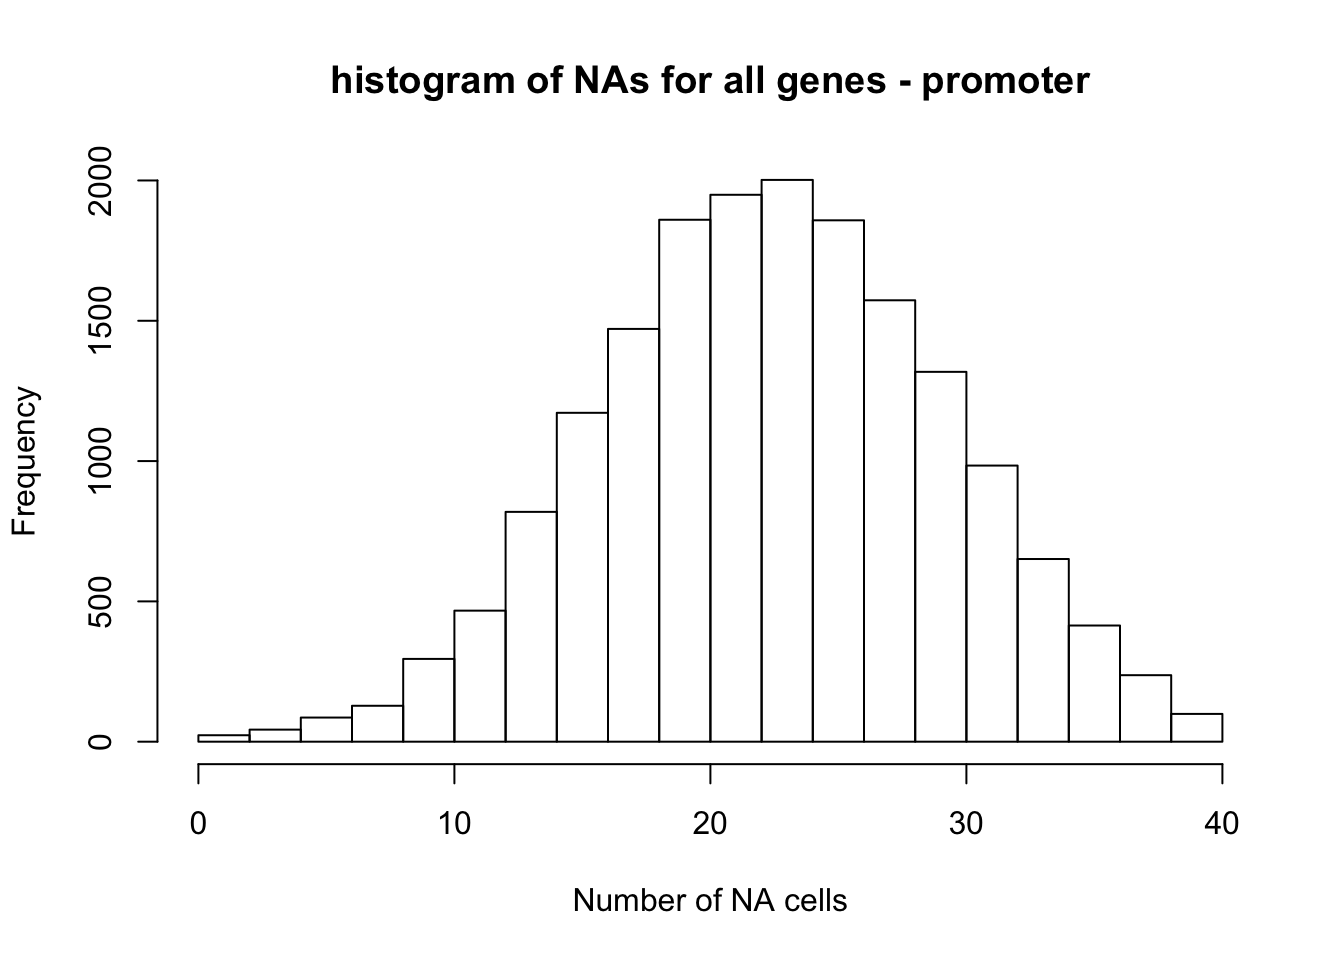 histogram of NAs for all genes - promoter
2000
1500
1000
500
0
Frequency
0 10 20 30 40
Number of NA cells